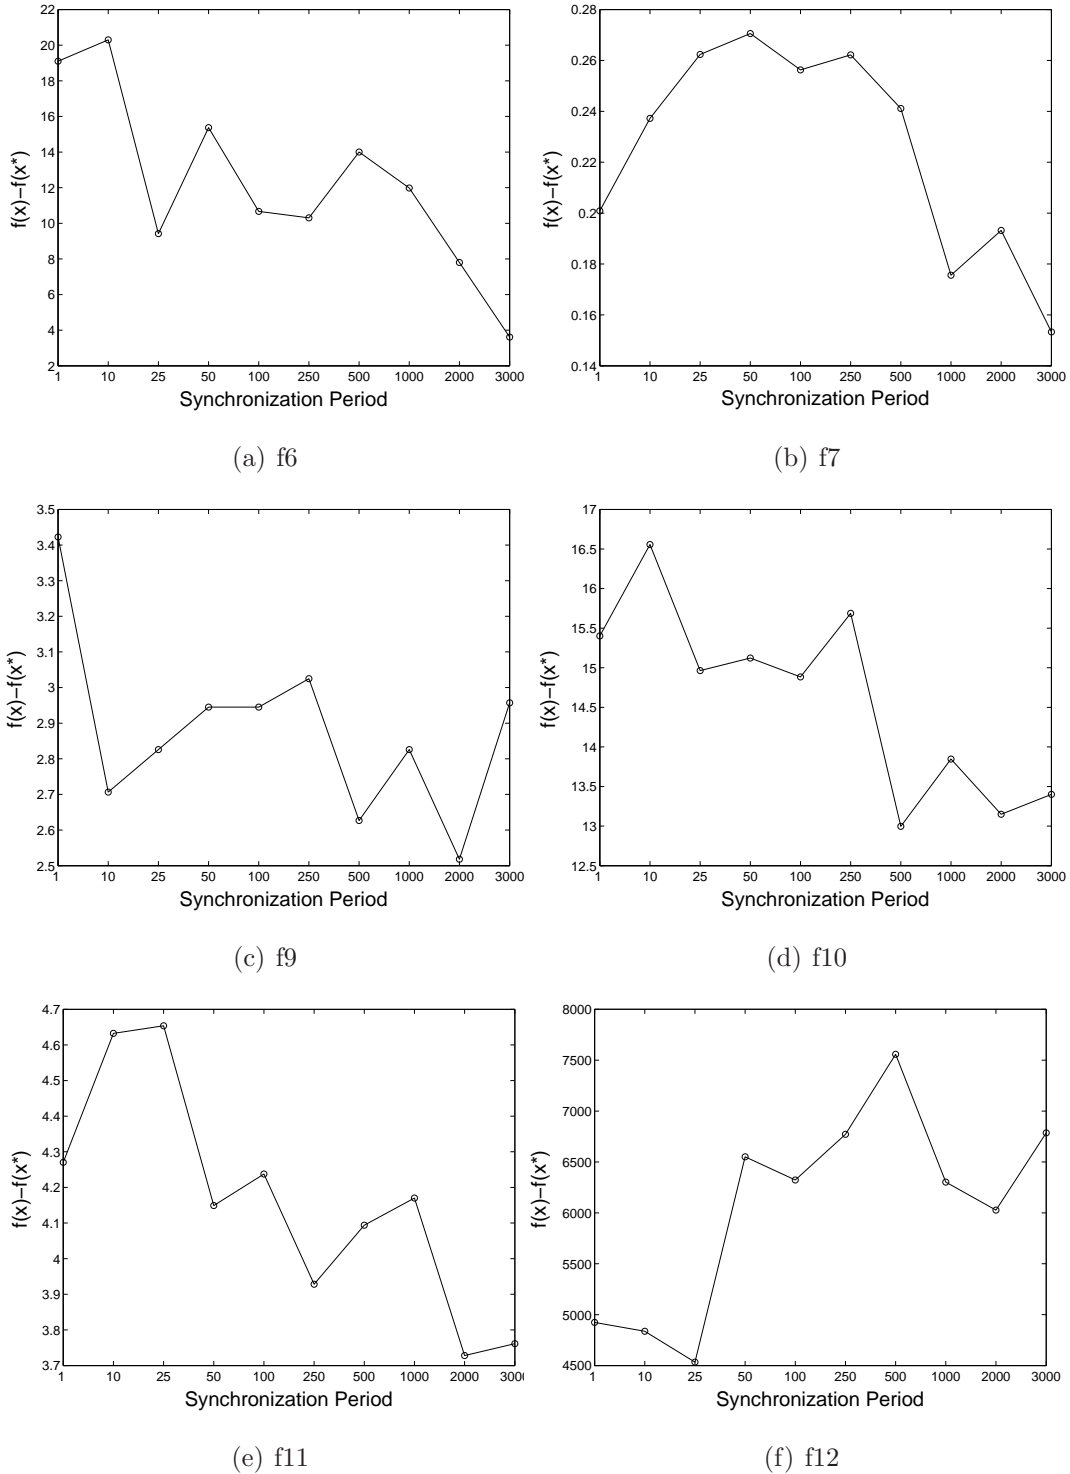 22
20
18
16
14
12
10
8
6
4
2
f(x)−f(x*)
1 10 25 50 100 250 500 1000 2000 3000
Synchronization Period
(a) f6
0.28
0.26
0.24
0.22
0.2
0.18
0.16
0.14
f(x)−f(x*)
1 10 25 50 100 250 500 1000 2000 3000
Synchronization Period
(b) f7
3.5
3.4
3.3
3.2
3.1
3
2.9
2.8
2.7
2.6
2.5
f(x)−f(x*)
1 10 25 50 100 250 500 1000 2000 3000
Synchronization Period
(c) f9
17
16.5
16
15.5
15
14.5
14
13.5
13
12.5
f(x)−f(x*)
1 10 25 50 100 250 500 1000 2000 3000
Synchronization Period
(d) f10
4.7
4.6
4.5
4.4
4.3
4.2
4.1
4
3.9
3.8
3.7
f(x)−f(x*)
1 10 25 50 100 250 500 1000 2000 3000
Synchronization Period
(e) f11
8000
7500
7000
6500
6000
5500
5000
4500
f(x)−f(x*)
1 10 25 50 100 250 500 1000 2000 3000
Synchronization Period
(f) f12